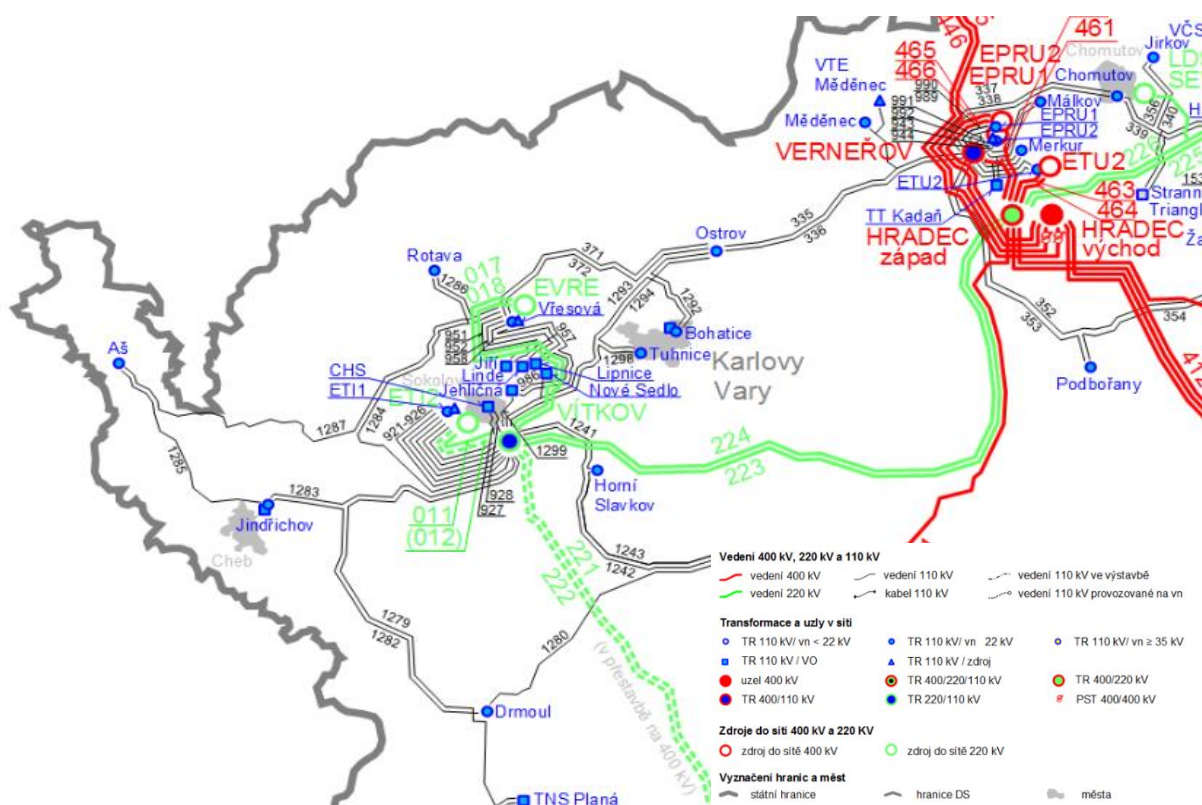 461
465
EPRU2
466
EPRU1
446
VČS
Chomutov
Jirkov
VTE
Měděnec
990
989
337
338
Chomutov
Málkov
356
340
339
991
992
943
944
Měděnec
EPRU1
EPRU2
Merkur
VERNEŘOV
ETU2
ETU2
225
463
464
TT Kadaň
HRADEC
západ
HRADEC
východ
Ostrov
335
336
371
372
Rotava
017
018
EVRE
1286
Vřesová
1293
1294
1292
951
952
958
957
Bohatice
Tuhnice
1298
Karlovy
Vary
352
353
354
Podbořany
Aš
CHS
ETI1
Jiří
Linde
986
Lipnice
Nové Sedlo
Sokolov
Jehličná
ETI2
VÍTKOV
1284
921-926
1287
1285
1241
1299
224
223
Horní
Slavkov
1283
928
927
011
(012)
Jindřichov
Cheb
221
222
1243
1242
1279
1282
1280
Drmoul
TNS Planá
(v přestavbě na 400 kV)
Vedení 400 kV, 220 kV a 110 kV
vedení 400 kV
vedení 110 kV
vedení 110 kV ve výstavbě
vedení 220 kV
kabel 110 kV
vedení 110 kV provozované na vn
Transformace a uzly v síti
TR 110 kV/ vn < 22 kV
TR 110 kV/ vn 22 kV
TR 110 kV/ vn ≥ 35 kV
TR 110 kV / VO
TR 110 kV / zdroj
uzel 400 kV
TR 400/220/110 kV
TR 400/220 kV
TR 400/110 kV
TR 220/110 kV
PST 400/400 kV
Zdroje do sítí 400 kV a 220 KV
zdroj do sítě 400 kV
zdroj do sítě 220 kV
Vyznačení hranic a měst
státní hranice
hranice DS
města